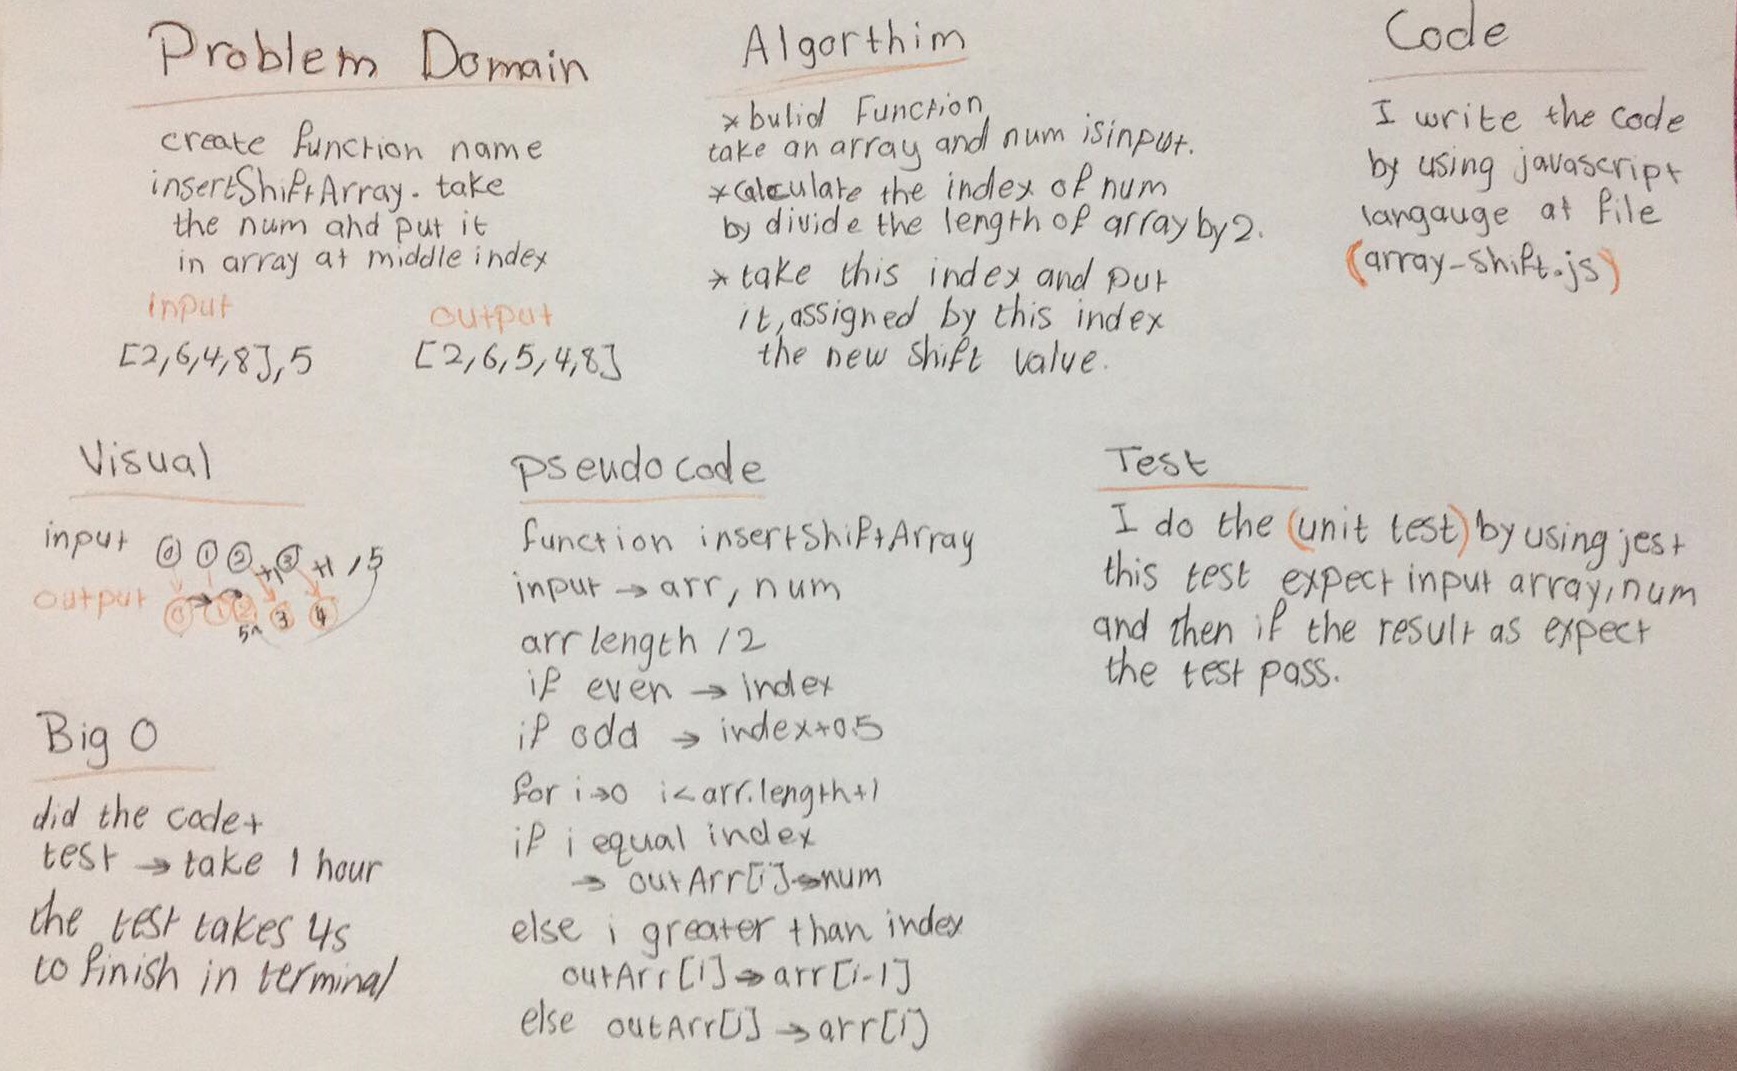 Problem Domain
create function name
insertShiftArray. take
the num and put it
in array at middle index
input
output
[2,6,4,8],5
[2,6,5,4,8]
Algorthim
* bulid Function
take an array and num is input.
* Calculate the index of num
by divide the length of array by 2.
* take this index and put
it, assigned by this index
the new shift value.
Code
I write the code
by using javascript
langauge at file
(array-shift.js)
Visual
input 0 1 2 +1 3 +1 , 5
output 0 → 1 2 3 4
5^
Big O
did the code+
test → take 1 hour
the test takes 4s
to finish in terminal
pseudo code
function insertShiftArray
input → arr, num
arr length / 2
if even → index
if odd → index+0.5
for i→0 i<arr.length+1
if i equal index
→ outArr[i]→num
else i greater than index
outArr[i]→arr[i-1]
else outArr[i] → arr[i]
Test
I do the (unit test) by using jest
this test expect input array, num
and then if the result as expect
the test pass.